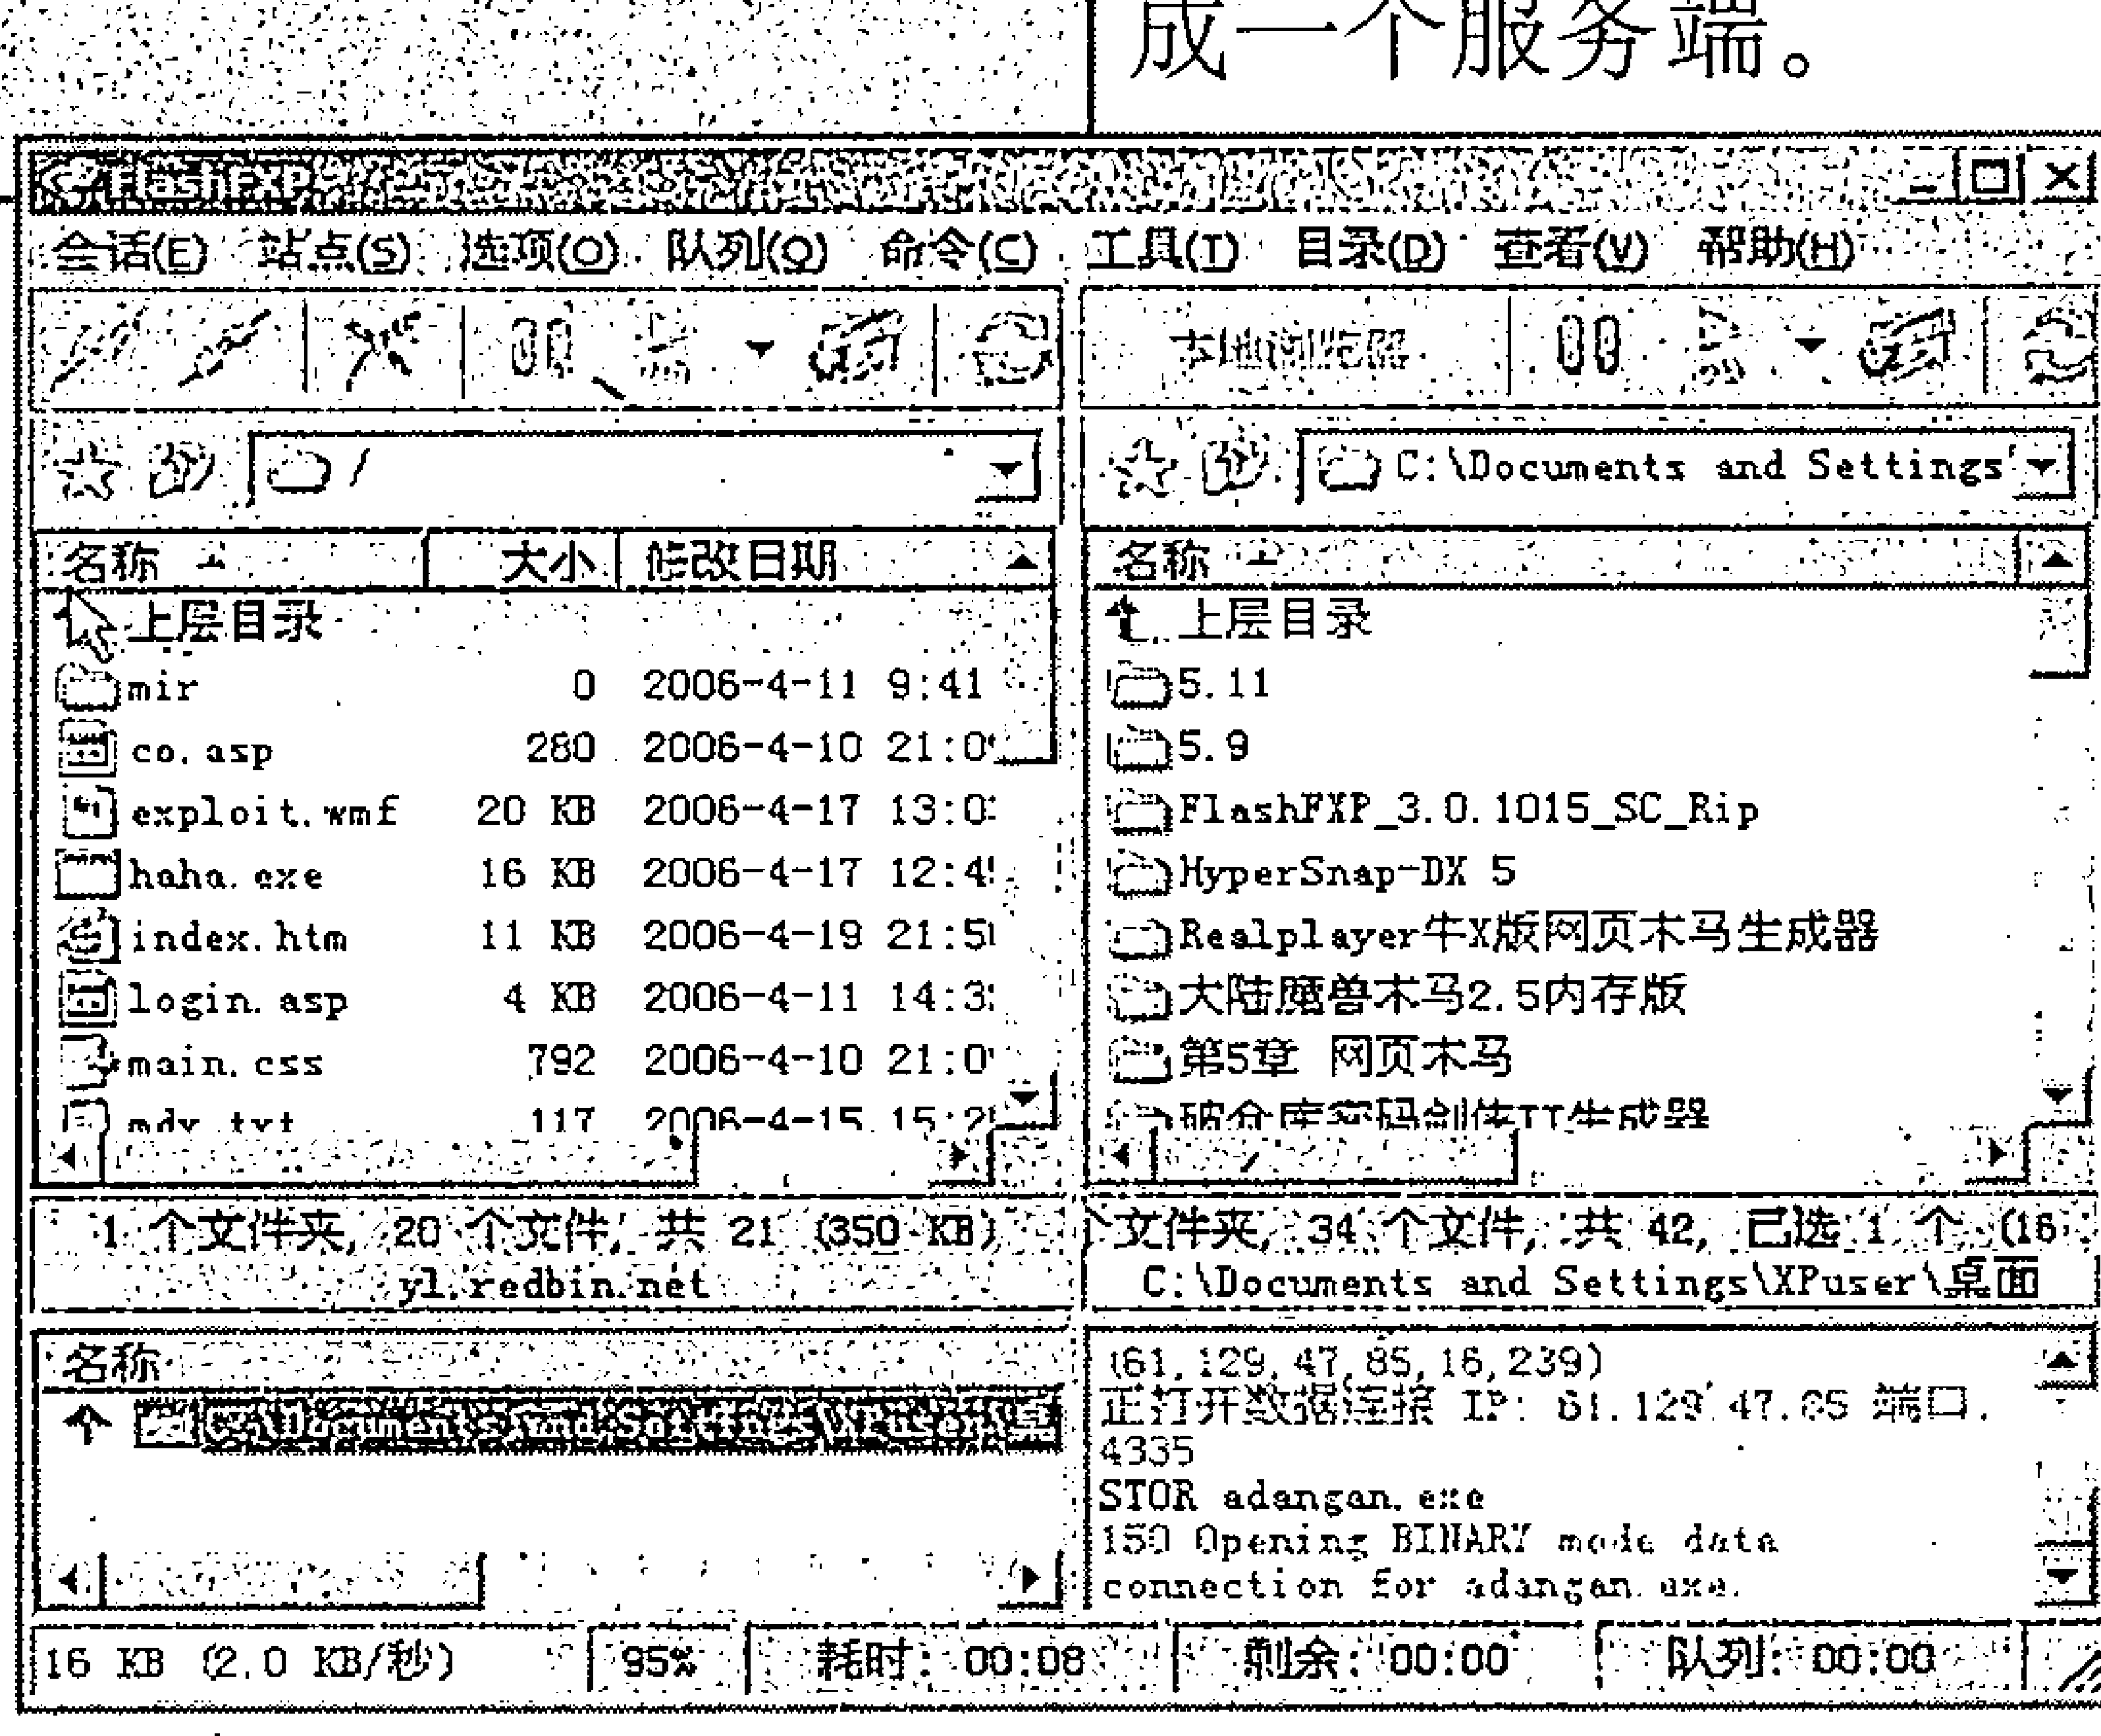 成一个服务端。
FlashFXP
会话(E) 站点(S) 选项(O) 队列(Q) 命令(C) 工具(T) 目录(D) 查看(V) 帮助(H)
本地浏览器
/
C:\Documents and Settings
名称 大小 修改日期
上层目录
mir 0 2006-4-11 9:41
co.asp 280 2006-4-10 21:0
exploit.wmf 20 KB 2006-4-17 13:0
haha.exe 16 KB 2006-4-17 12:4
index.htm 11 KB 2006-4-19 21:5
login.asp 4 KB 2006-4-11 14:3
main.css 792 2006-4-10 21:0
117 2006-4-15 15:2
1 个文件夹, 20 个文件, 共 21 (350 KB)
yl.redbin.net
名称
上层目录
5.11
5.9
FlashFXP_3.0.1015_SC_Rip
HyperSnap-DX 5
Realplayer牛X版网页木马生成器
大陆魔兽木马2.5内存版
第5章 网页木马
个文件夹, 34 个文件, 共 42, 已选 1 个 (16
C:\Documents and Settings\XPuser\桌面
名称
C:\Documents and Settings\XPuser\桌
(61,129,47,85,16,239)
正打开数据连接 IP: 61.129.47.85 端口:
4335
STOR adangan.exe
150 Opening BINARY mode data
connection for adangan.exe.
16 KB (2.0 KB/秒) 95% 耗时: 00:08 剩余: 00:00 队列: 00:00